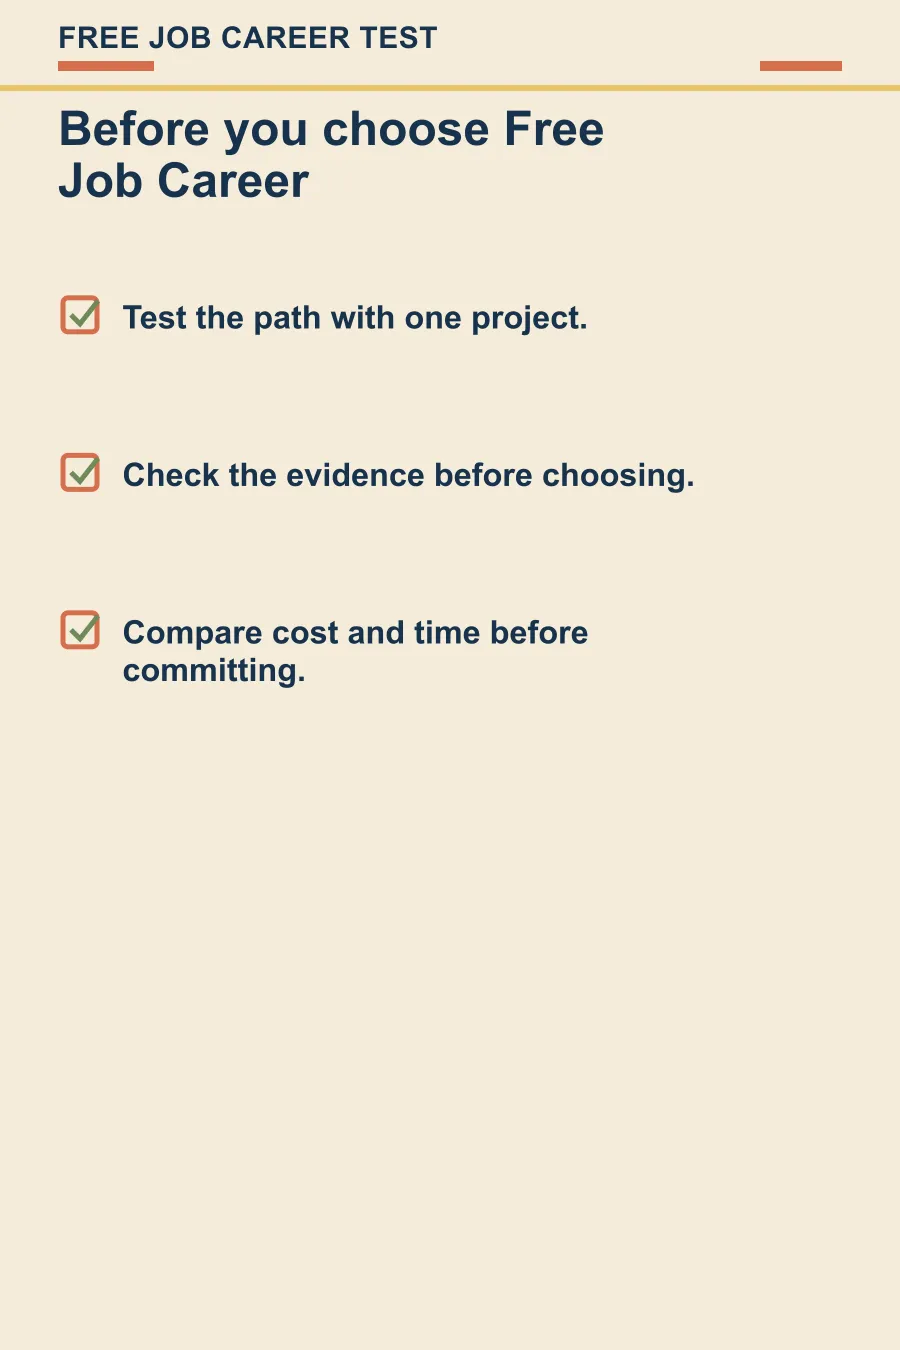 FREE JOB CAREER TEST
Before you choose Free
Job Career
Test the path with one project.
Check the evidence before choosing.
Compare cost and time before
committing.